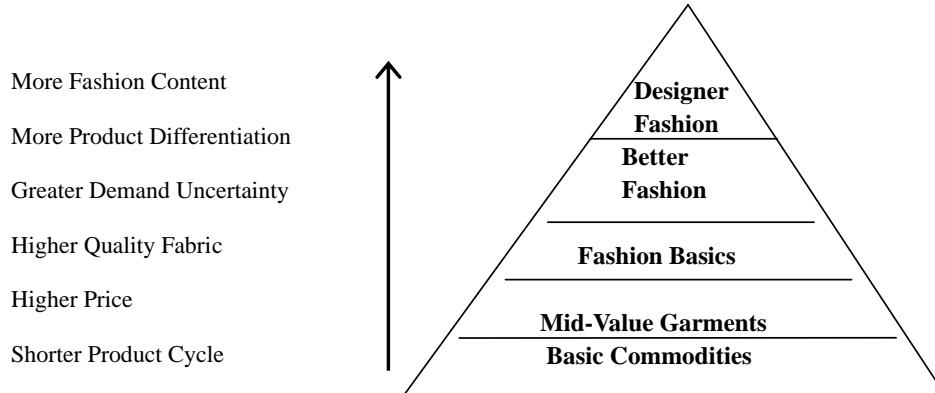 More Fashion Content
More Product Differentiation
Greater Demand Uncertainty
Higher Quality Fabric
Higher Price
Shorter Product Cycle
Designer
Fashion
Better
Fashion
Fashion Basics
Mid-Value Garments
Basic Commodities